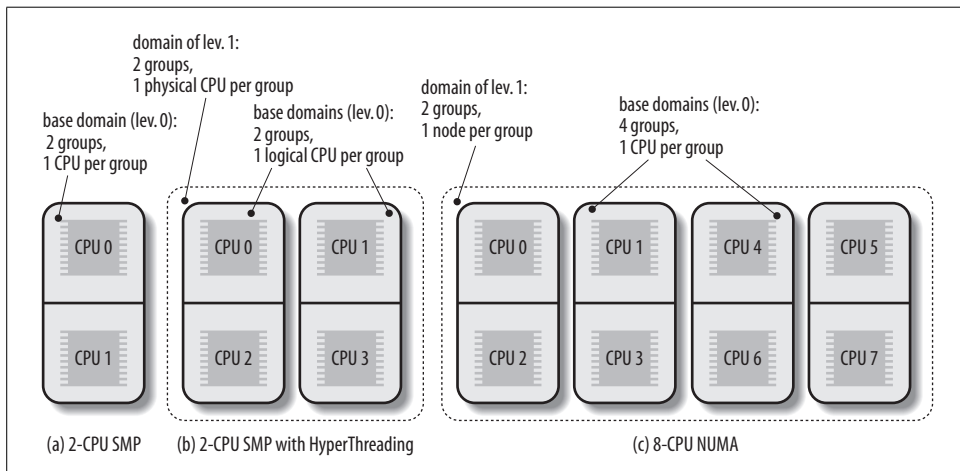 domain of lev. 1:
2 groups,
1 physical CPU per group
base domain (lev. 0):
2 groups,
1 CPU per group
base domains (lev. 0):
2 groups,
1 logical CPU per group
domain of lev. 1:
2 groups,
1 node per group
base domains (lev. 0):
4 groups,
1 CPU per group
CPU 0
CPU 1
CPU 0
CPU 1
CPU 2
CPU 3
CPU 0
CPU 1
CPU 4
CPU 5
CPU 2
CPU 3
CPU 6
CPU 7
(a) 2-CPU SMP
(b) 2-CPU SMP with HyperThreading
(c) 8-CPU NUMA